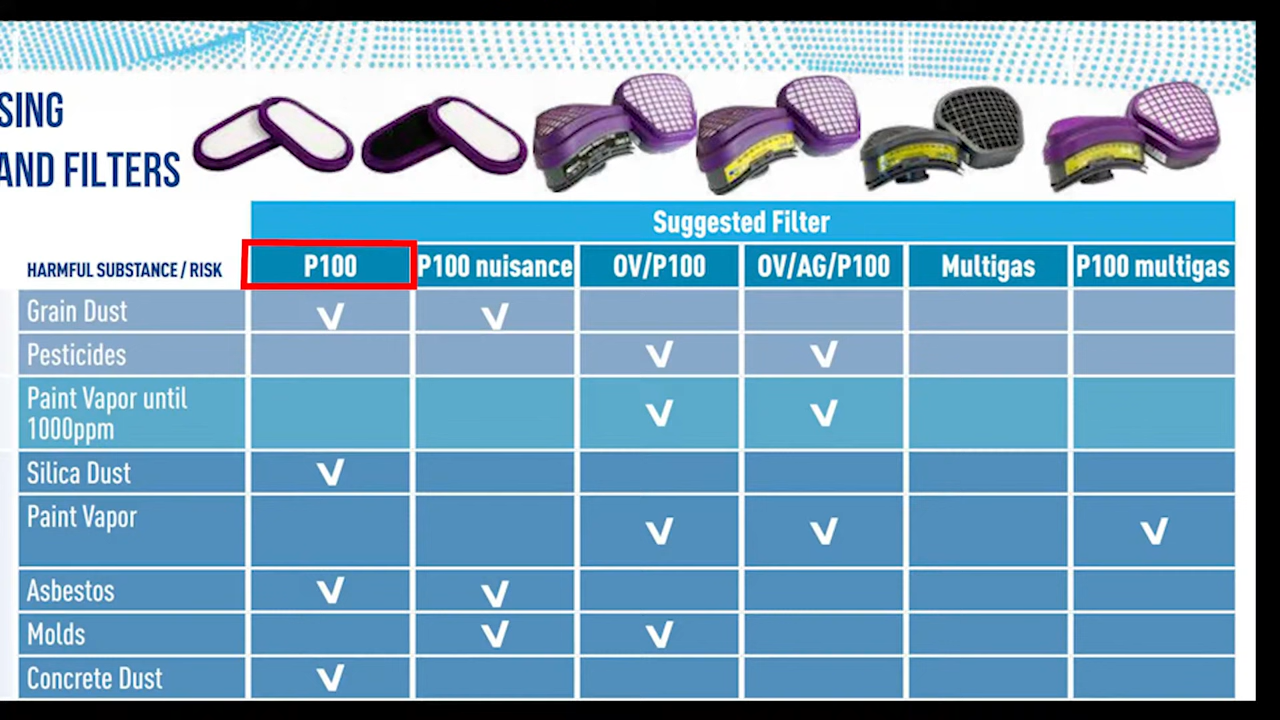 SING
AND FILTERS
Suggested Filter
HARMFUL SUBSTANCE / RISK P100 P100 nuisance OV/P100 OV/AG/P100 Multigas P100 multigas
Grain Dust V V
Pesticides V V
Paint Vapor until
1000ppm V V
Silica Dust V
Paint Vapor V V V
Asbestos V V
Molds V V
Concrete Dust V